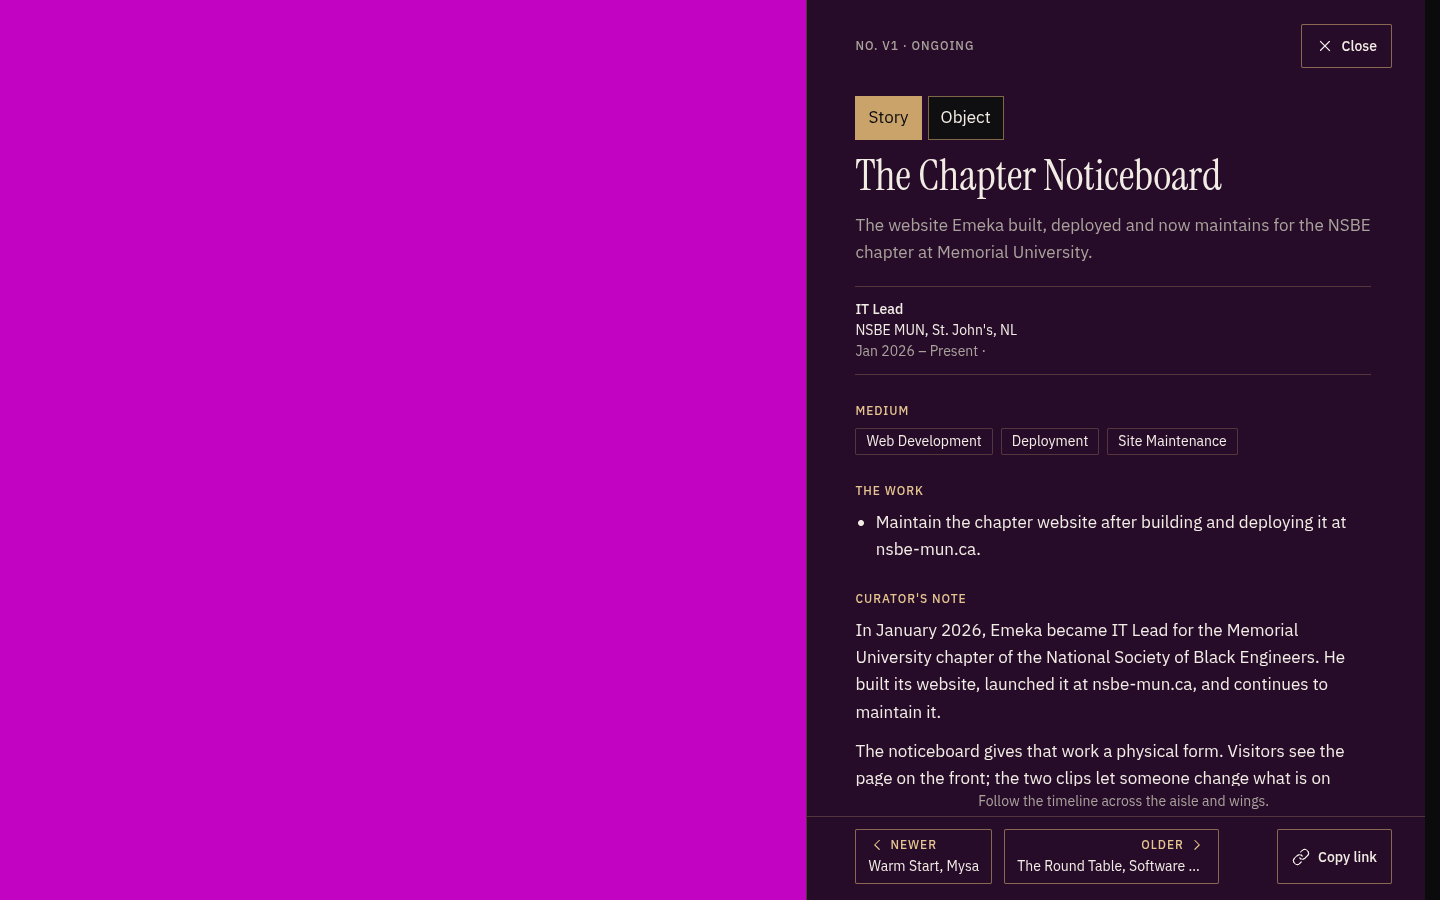 NO. V1 · ONGOING
Close
Story
Object
The Chapter Noticeboard
The website Emeka built, deployed and now maintains for the NSBE
chapter at Memorial University.
IT Lead
NSBE MUN, St. John's, NL
Jan 2026 – Present ·
MEDIUM
Web Development
Deployment
Site Maintenance
THE WORK
• Maintain the chapter website after building and deploying it at
nsbe-mun.ca.
CURATOR'S NOTE
In January 2026, Emeka became IT Lead for the Memorial
University chapter of the National Society of Black Engineers. He
built its website, launched it at nsbe-mun.ca, and continues to
maintain it.
The noticeboard gives that work a physical form. Visitors see the
page on the front; the two clips let someone change what is on
Follow the timeline across the aisle and wings.
NEWER
Warm Start, Mysa
OLDER
The Round Table, Software ...
Copy link